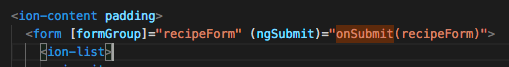 <ion-content padding>
<form [formGroup]="recipeForm" (ngSubmit)="onSubmit(recipeForm)">
<ion-list>